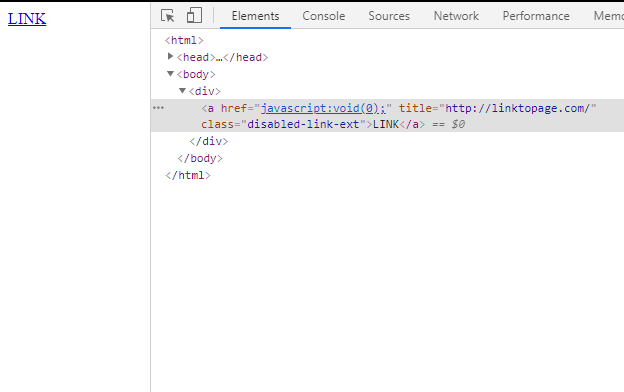 LINK
Elements Console Sources Network Performance Memo
<html>
<head>…</head>
<body>
<div>
<a href="javascript:void(0);" title="http://linktopage.com/"
class="disabled-link-ext">LINK</a> == $0
</div>
</body>
</html>